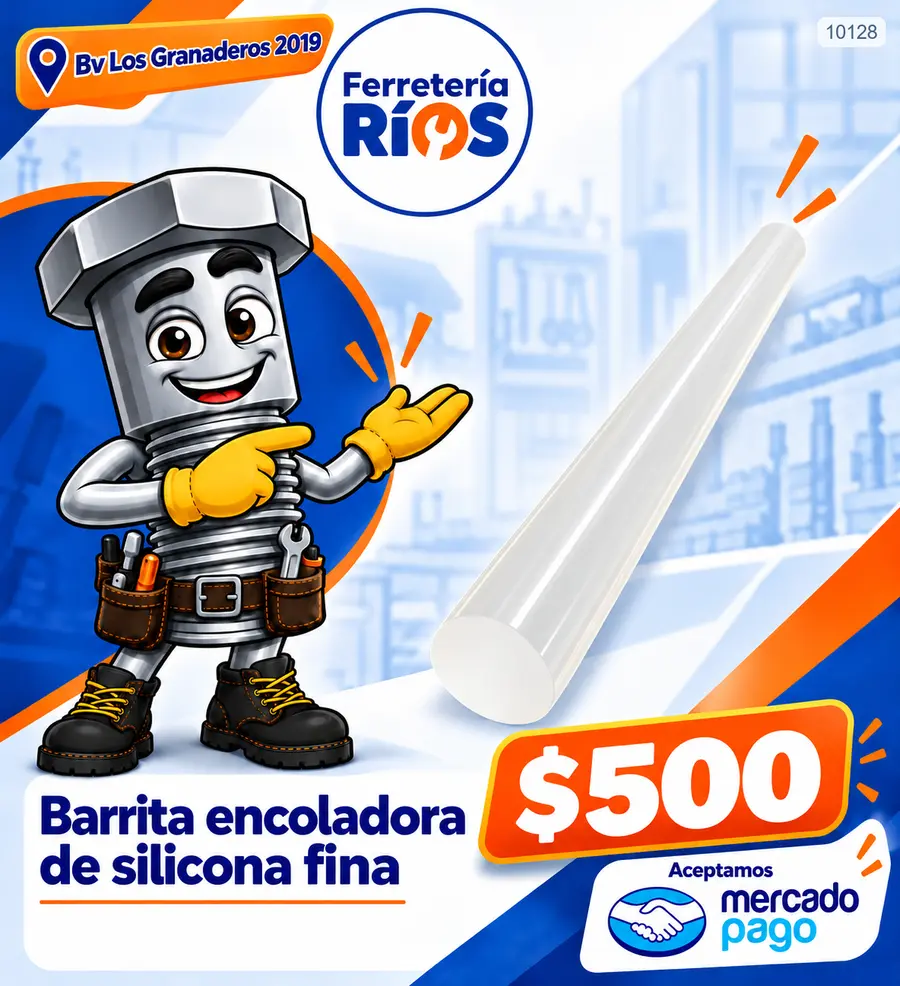 Bv Los Granaderos 2019
Ferretería
RÍOS
10128
$500
Barrita encoladora
de silicona fina
Aceptamos
mercado
pago